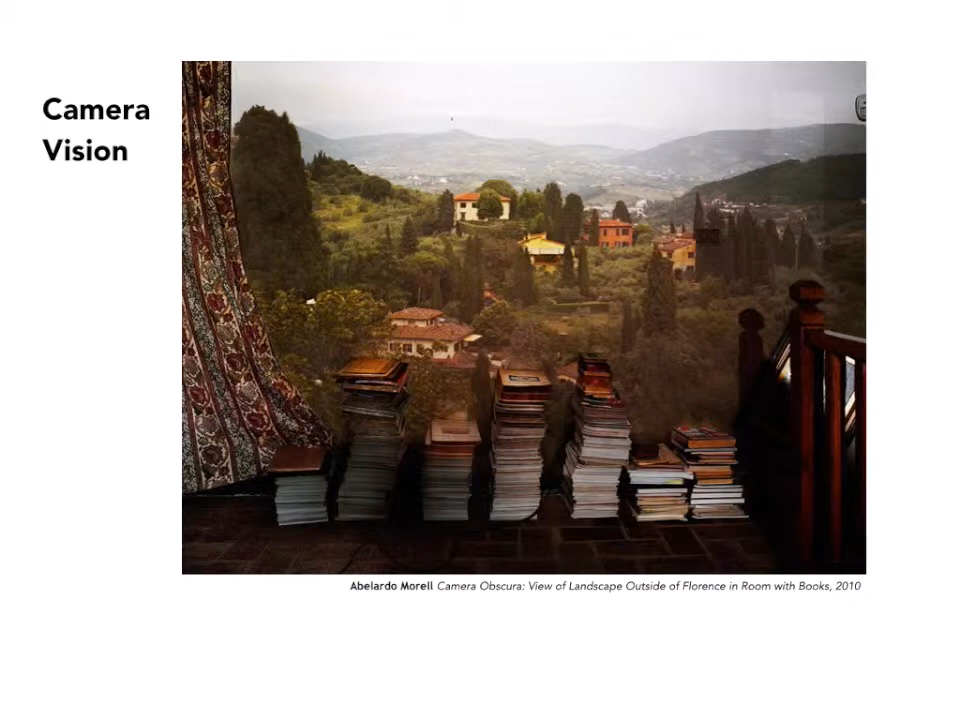 Camera
Vision
Abelardo Morell Camera Obscura: View of Landscape Outside of Florence in Room with Books, 2010